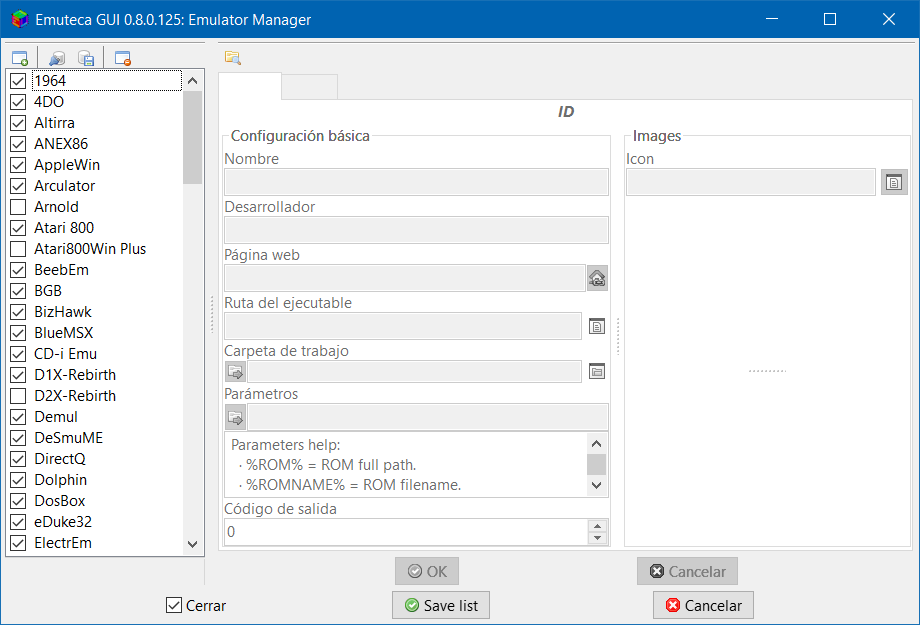 Emuteca GUI 0.8.0.125: Emulator Manager
1964
4DO
Altirra
ANEX86
AppleWin
Arculator
Arnold
Atari 800
Atari800Win Plus
BeebEm
BGB
BizHawk
BlueMSX
CD-i Emu
D1X-Rebirth
D2X-Rebirth
Demul
DeSmuME
DirectQ
Dolphin
DosBox
eDuke32
ElectrEm
ID
Configuración básica
Nombre
Desarrollador
Página web
Ruta del ejecutable
Carpeta de trabajo
Parámetros
Parameters help:
· %ROM% = ROM full path.
· %ROMNAME% = ROM filename.
Código de salida
0
Images
Icon
OK
Cancelar
Cerrar
Save list
Cancelar